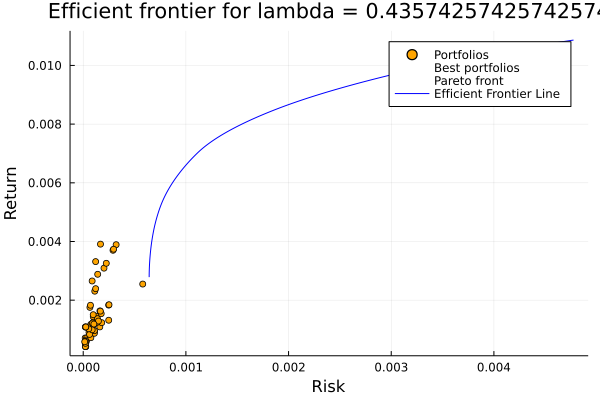 Efficient frontier for lambda = 0.43574257425742574
0.010
0.008
0.006
0.004
0.002
Return
Portfolios
Best portfolios
Pareto front
Efficient Frontier Line
0.000
0.001
0.002
0.003
0.004
Risk